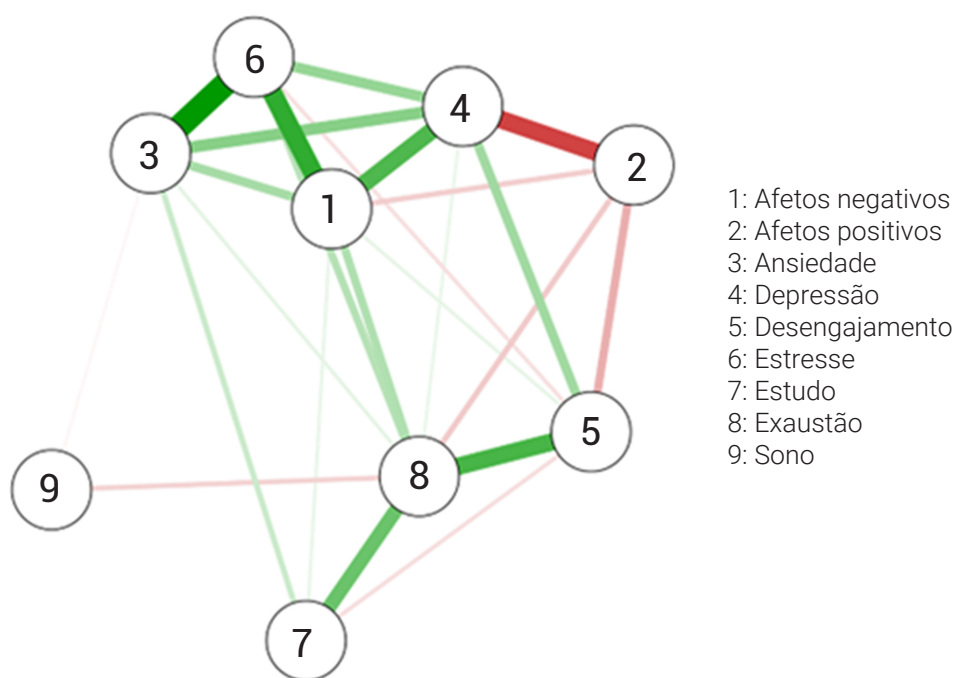 6
4
3
2
1
5
8
9
7
1: Afetos negativos
2: Afetos positivos
3: Ansiedade
4: Depressão
5: Desengajamento
6: Estresse
7: Estudo
8: Exaustão
9: Sono